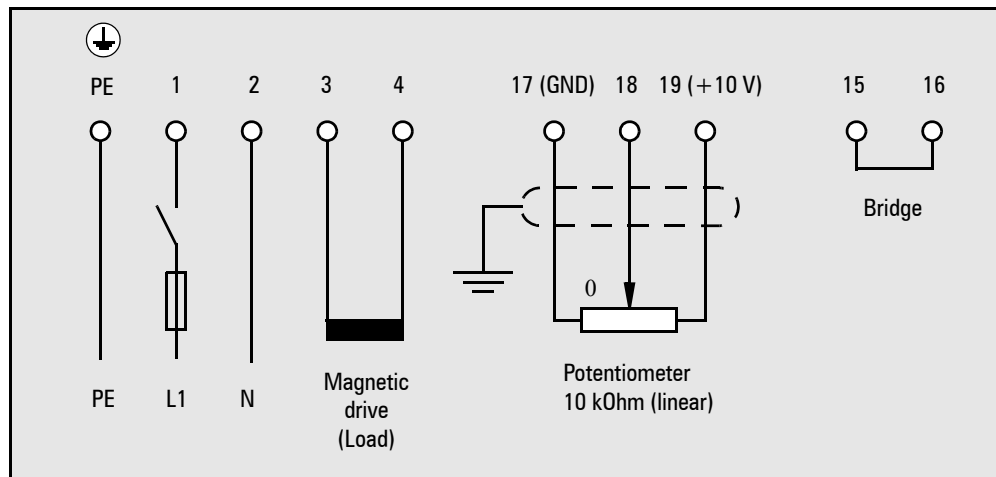 PE 1 2 3 4 17 (GND) 18 19 (+10 V) 15 16
Bridge
0
PE L1 N
Magnetic
drive
(Load)
Potentiometer
10 kOhm (linear)